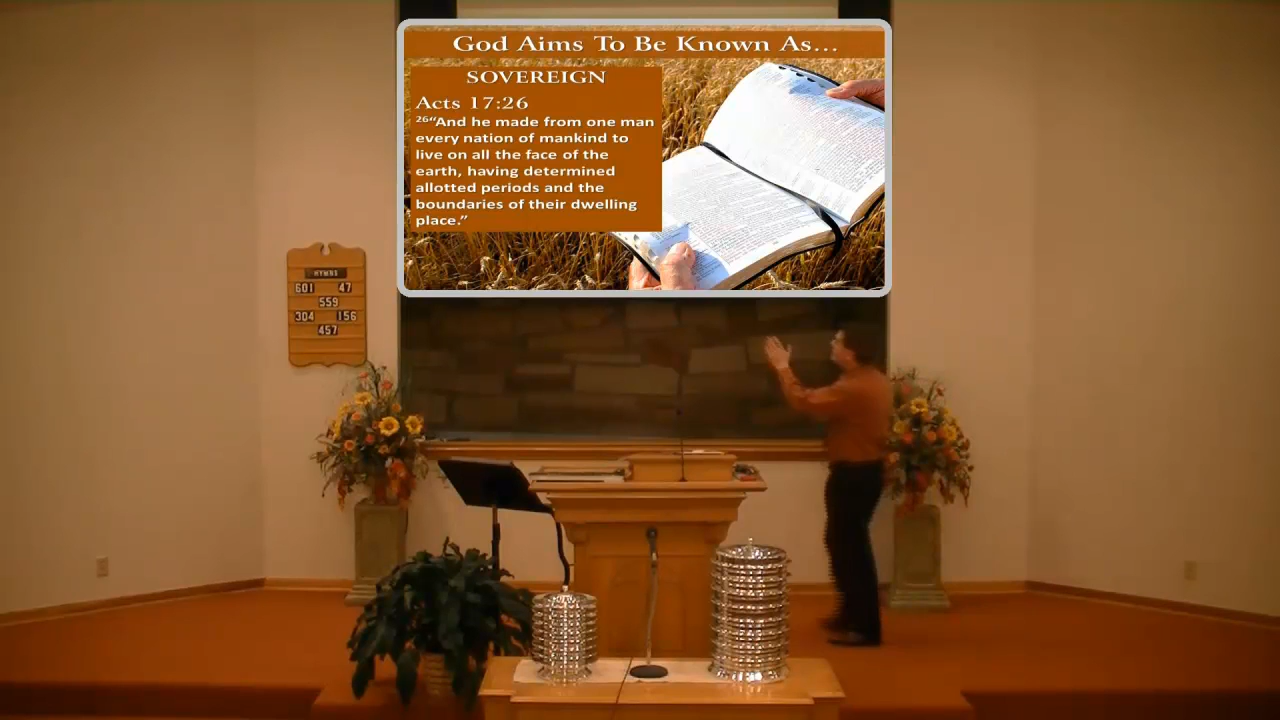 God Aims To Be Known As...
SOVEREIGN
Acts 17:26
26“And he made from one man
every nation of mankind to
live on all the face of the
earth, having determined
allotted periods and the
boundaries of their dwelling
place.”
HYMNS
601 47
559
304 156
457